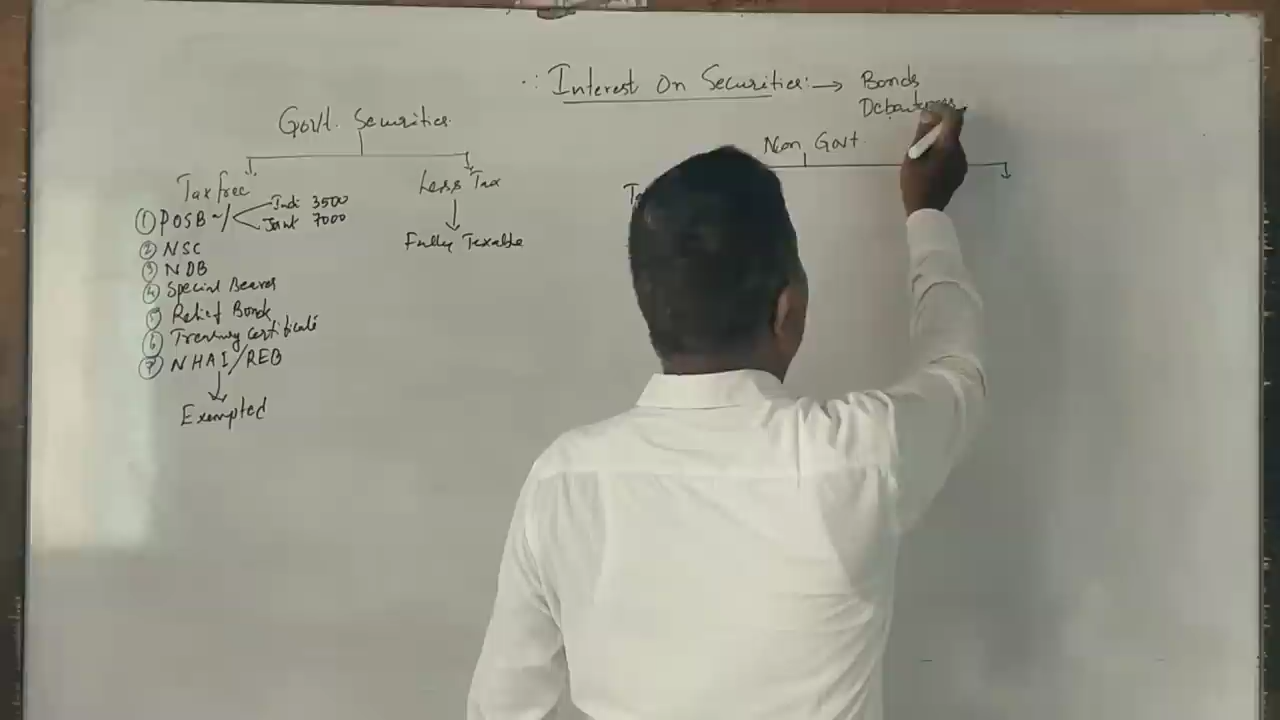 ∴ Interest On Securities:→ Bonds
Debentures
Govt. Securities
Tax free
① POSB ~/ Indi 3500
Joint 7000
② NSC
③ NDB
④ Special Bearer
⑤ Relief Bonds
⑥ Treasury Certificate
⑦ NHAI/REB
Exempted
Less Tax
Fully Taxable
Non Govt.